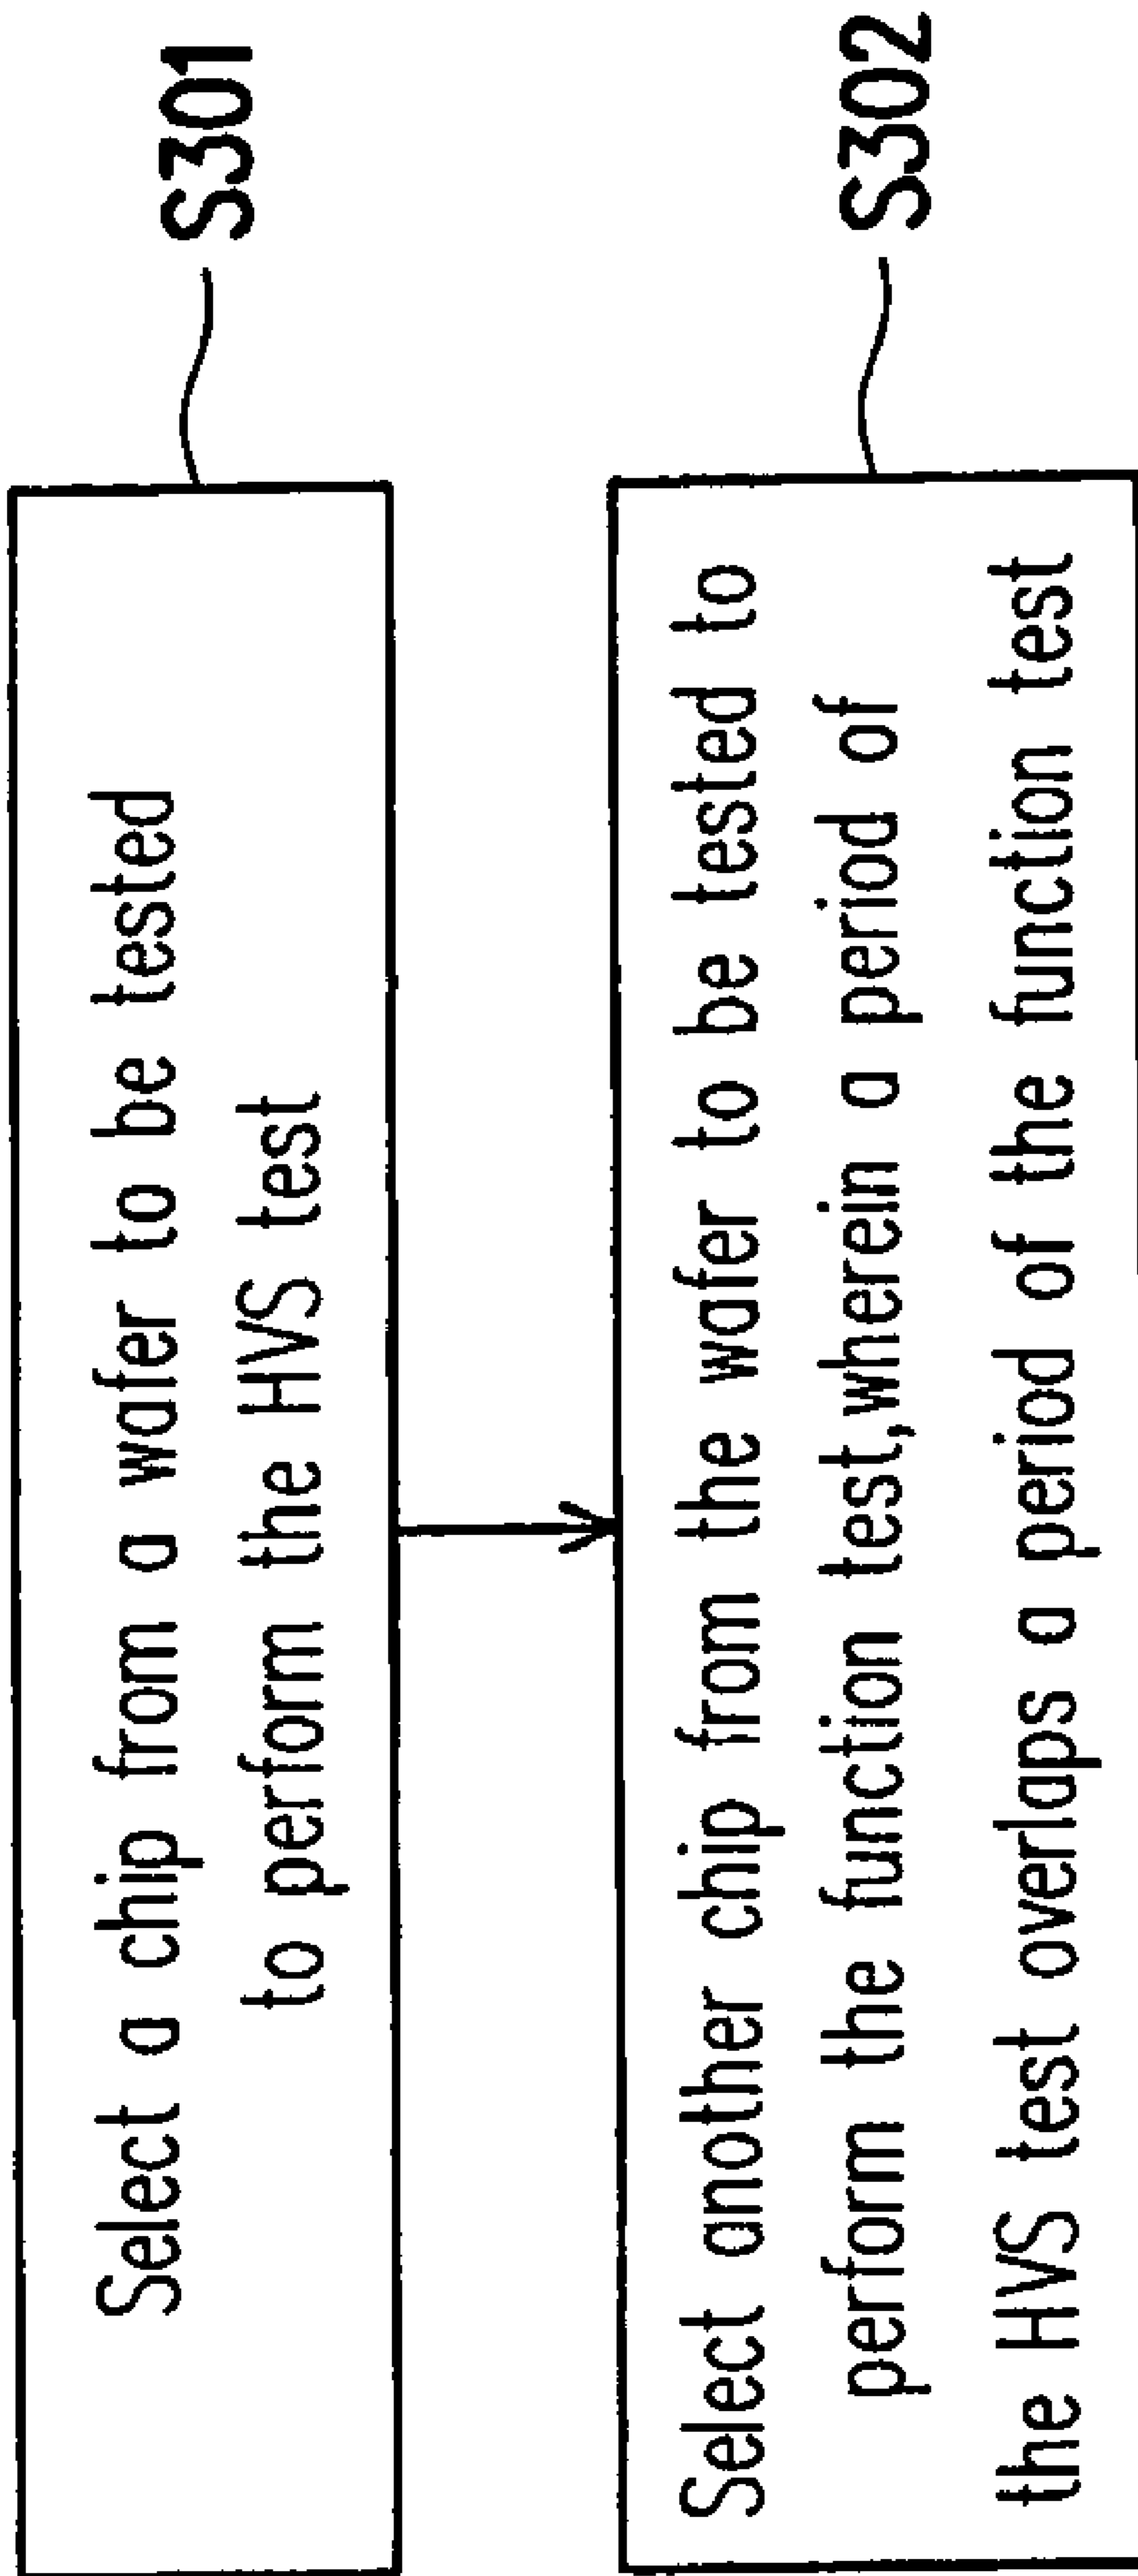 Select a chip from a wafer to be tested
to perform the HVS test
S301
Select another chip from the wafer to be tested to
perform the function test,wherein a period of
the HVS test overlaps a period of the function test
S302